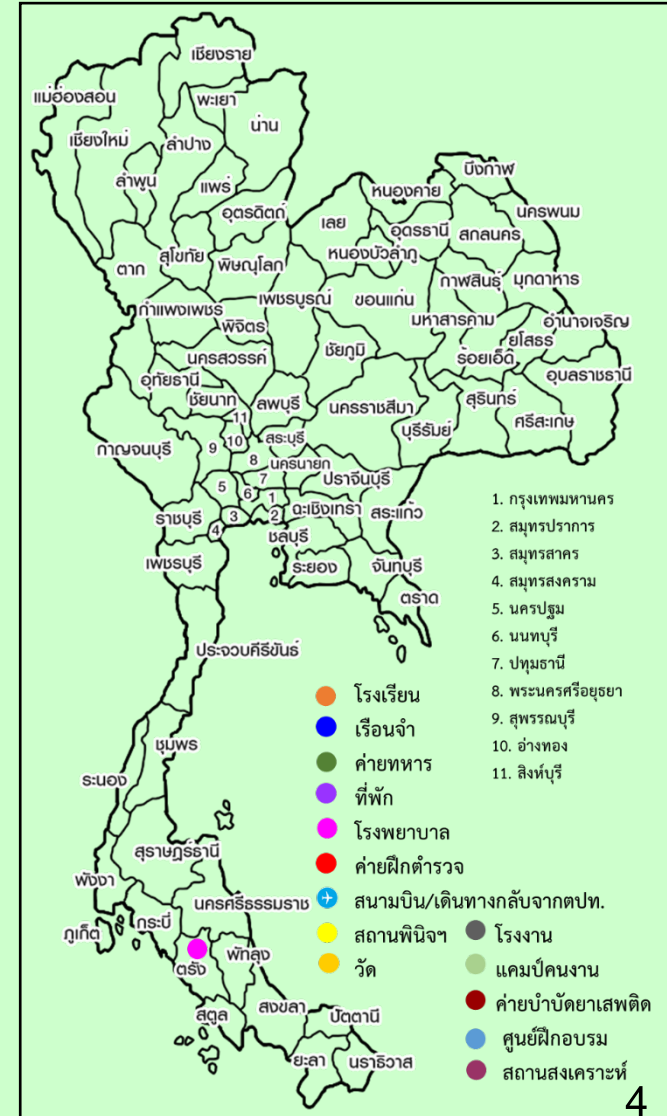 เชียงราย
แม่ฮ่องสอน
พะเยา
น่าน
เชียงใหม่
ลำปาง
ลำพูน
แพร่
อุตรดิตถ์
บึงกาฬ
หนองคาย
นครพนม
เลย
อุดรธานี
สกลนคร
ตาก
สุโขทัย
พิษณุโลก
หนองบัวลำภู
กาฬสินธุ์
มุกดาหาร
กำแพงเพชร
เพชรบูรณ์
ขอนแก่น
พิจิตร
มหาสารคาม
อำนาจเจริญ
ยโสธร
นครสวรรค์
ชัยภูมิ
ร้อยเอ็ด
อุทัยธานี
อุบลราชธานี
ชัยนาท
ลพบุรี
นครราชสีมา
สุรินทร์
11
บุรีรัมย์
ศรีสะเกษ
กาญจนบุรี
9
10
สระบุรี
8
นครนายก
7
ปราจีนบุรี
5
6
1
ราชบุรี
3
2
ฉะเชิงเทรา
สระแก้ว
4
ชลบุรี
เพชรบุรี
ระยอง
จันทบุรี
ตราด
1. กรุงเทพมหานคร
2. สมุทรปราการ
3. สมุทรสาคร
4. สมุทรสงคราม
5. นครปฐม
6. นนทบุรี
7. ปทุมธานี
8. พระนครศรีอยุธยา
9. สุพรรณบุรี
10. อ่างทอง
11. สิงห์บุรี
ประจวบคีรีขันธ์
ชุมพร
ระนอง
สุราษฎร์ธานี
พังงา
นครศรีธรรมราช
ภูเก็ต
กระบี่
ตรัง
พัทลุง
สตูล
สงขลา
ปัตตานี
ยะลา
นราธิวาส
โรงเรียน
เรือนจำ
ค่ายทหาร
ที่พัก
โรงพยาบาล
ค่ายฝึกตำรวจ
สนามบิน/เดินทางกลับจากตปท.
สถานพินิจฯ
วัด
โรงงาน
แคมป์คนงาน
ค่ายบำบัดยาเสพติด
ศูนย์ฝึกอบรม
สถานสงเคราะห์
4